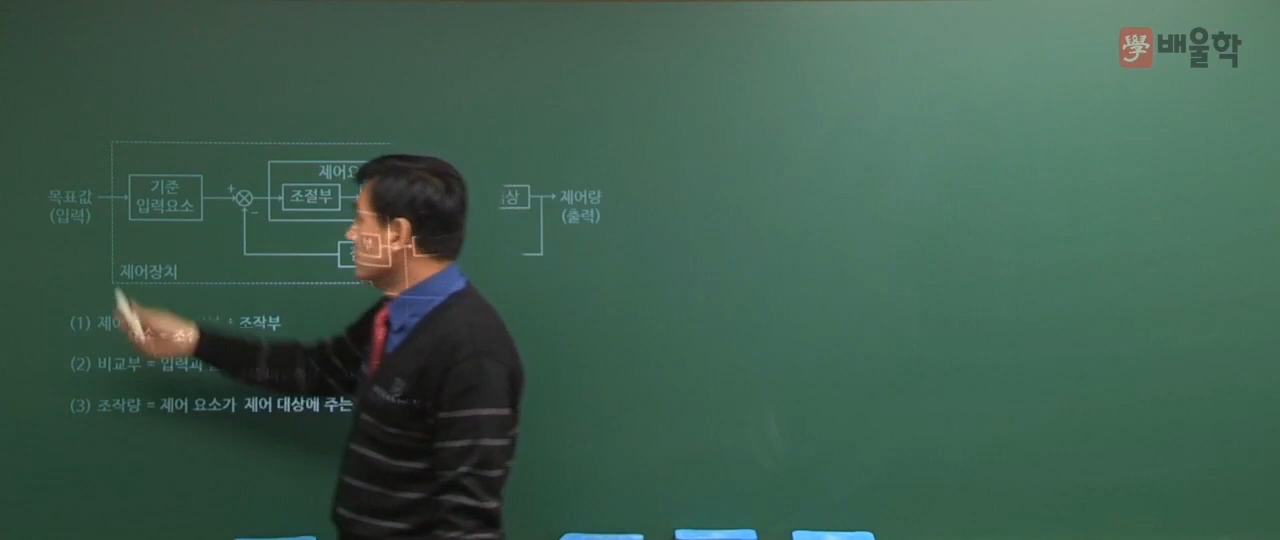 學 배울학
제어요
기준
입력요소
조절부
목표값
(입력)
+
−
상
제어량
(출력)
제어장치
(1) 제어 조작부
(2) 비교부 = 입력과
(3) 조작량 = 제어 요소가 제어 대상에 주는